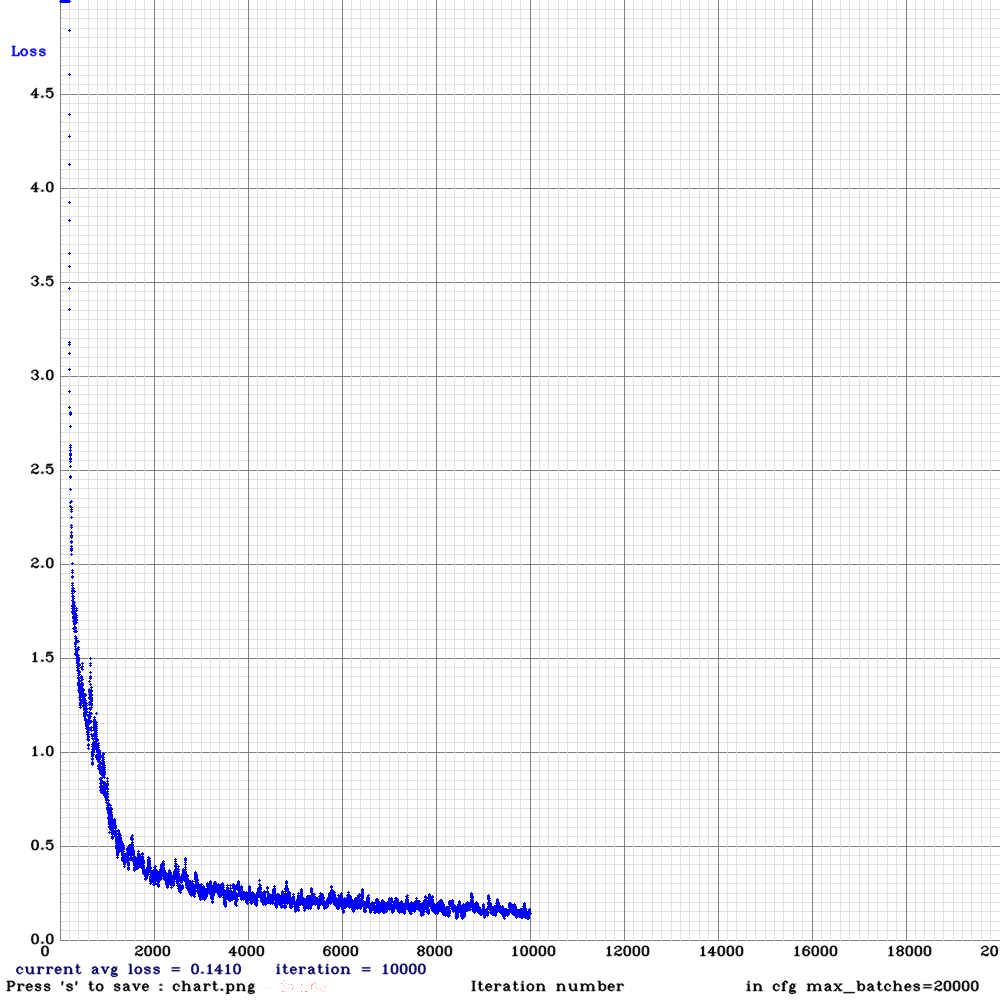 Loss
4.5
4.0
3.5
3.0
2.5
2.0
1.5
1.0
0.5
0.0
0 2000 4000 6000 8000 10000 12000 14000 16000 18000 20
current avg loss = 0.1410 iteration = 10000
Press 's' to save : chart.png Iteration number in cfg max_batches=20000